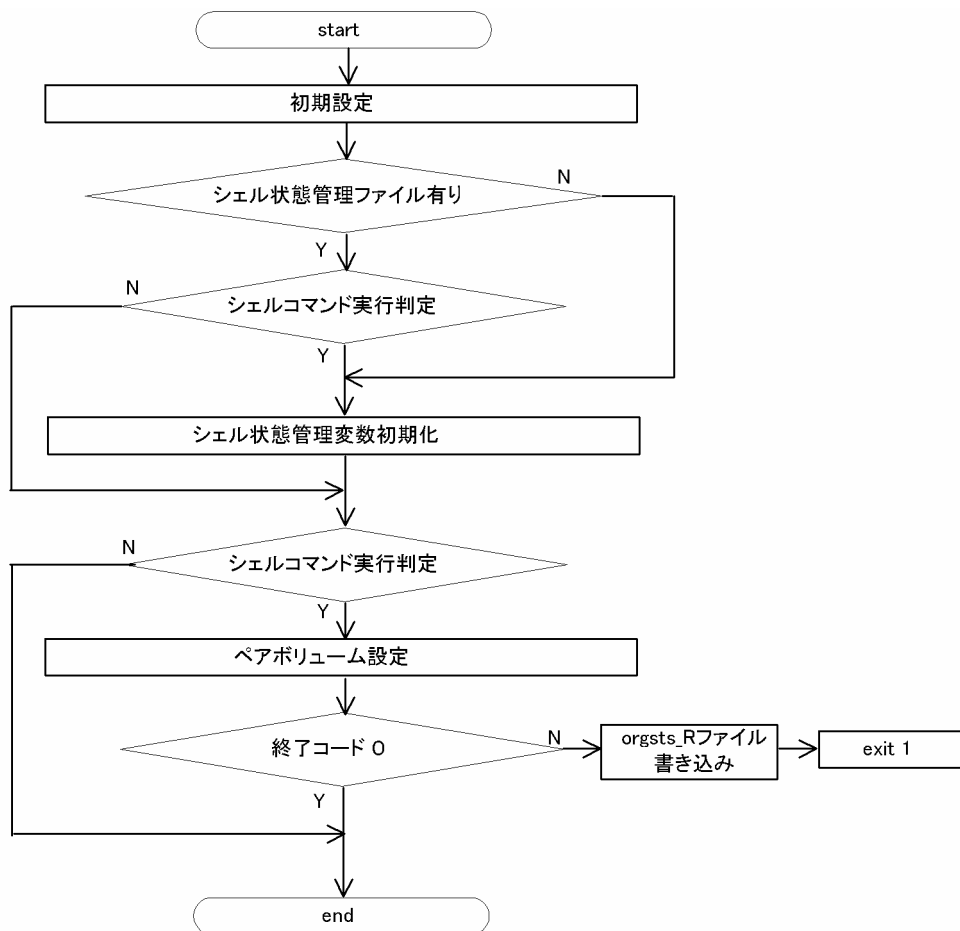 start
初期設定
シェル状態管理ファイル有り
N
Y
N
シェルコマンド実行判定
Y
シェル状態管理変数初期化
N
シェルコマンド実行判定
Y
ペアボリューム設定
終了コード 0
N
orgsts_Rファイル
書き込み
exit 1
Y
end